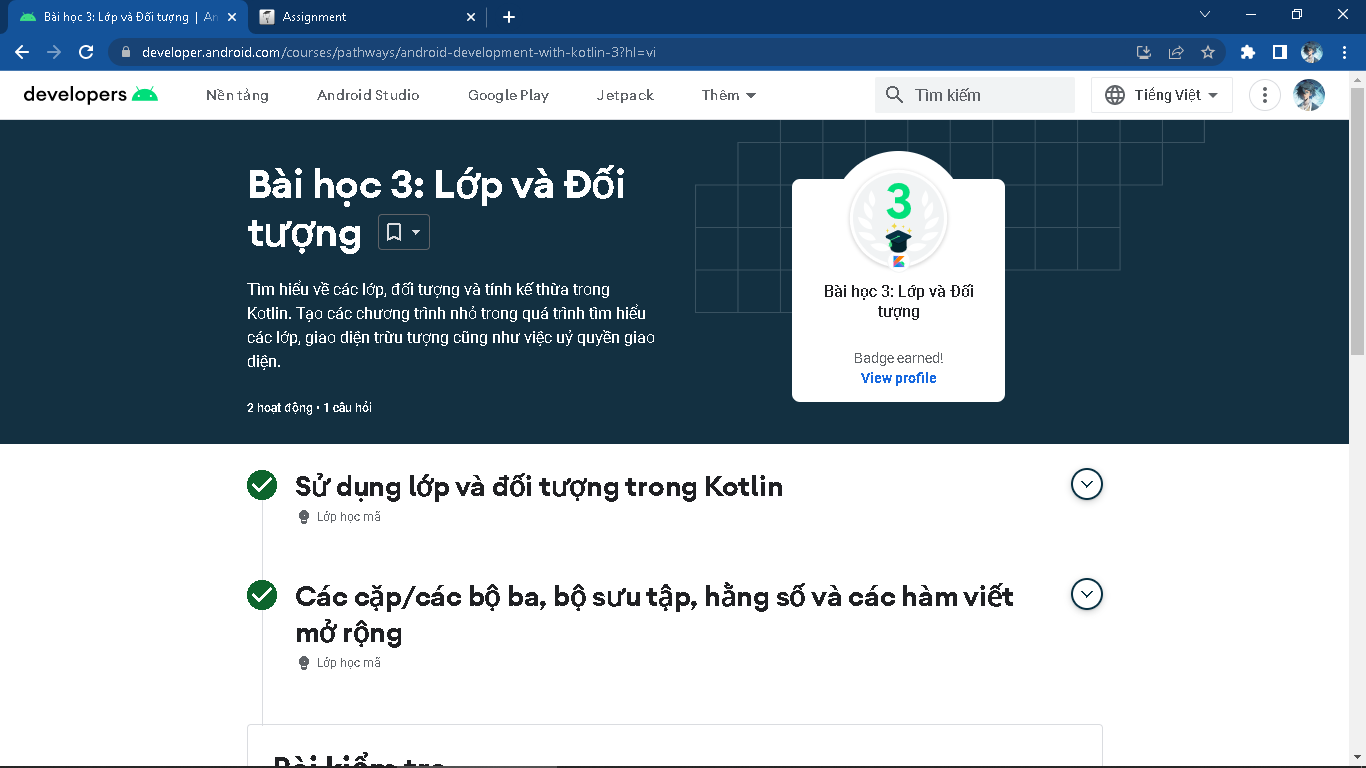 Bài học 3: Lớp và Đối tượng | An
Assignment
developer.android.com/courses/pathways/android-development-with-kotlin-3?hl=vi
developers
Nền tảng
Android Studio
Google Play
Jetpack
Thêm
Tìm kiếm
Tiếng Việt
Bài học 3: Lớp và Đối
tượng
Tìm hiểu về các lớp, đối tượng và tính kế thừa trong
Kotlin. Tạo các chương trình nhỏ trong quá trình tìm hiểu
các lớp, giao diện trừu tượng cũng như việc uỷ quyền giao
diện.
2 hoạt động • 1 câu hỏi
3
Bài học 3: Lớp và Đối
tượng
Badge earned!
View profile
Sử dụng lớp và đối tượng trong Kotlin
Lớp học mã
Các cặp/các bộ ba, bộ sưu tập, hằng số và các hàm viết
mở rộng
Lớp học mã
Bài kiểm tra